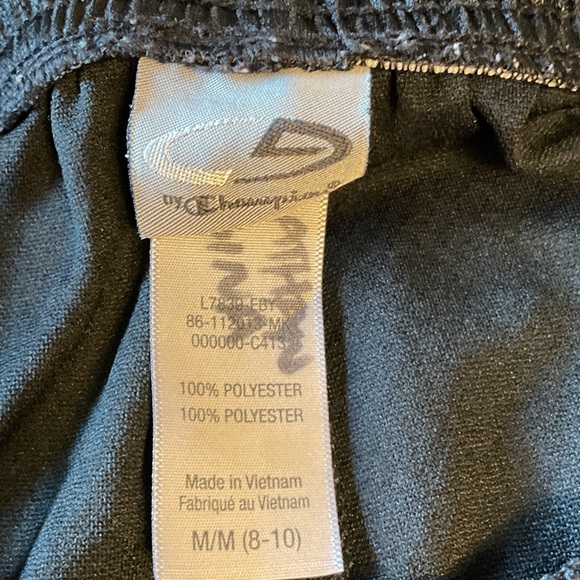 BY Champion®
L7839-EBY
86-112013-MK
000000-C413
100% POLYESTER
100% POLYESTER
Made in Vietnam
Fabriqué au Vietnam
M/M (8-10)